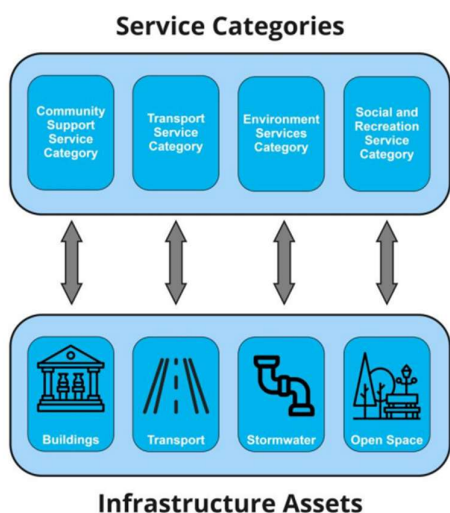 Service Categories
Community
Support
Service
Category
Transport
Service
Category
Environment
Services
Category
Social and
Recreation
Service
Category
Buildings
Transport
Stormwater
Open Space
Infrastructure Assets